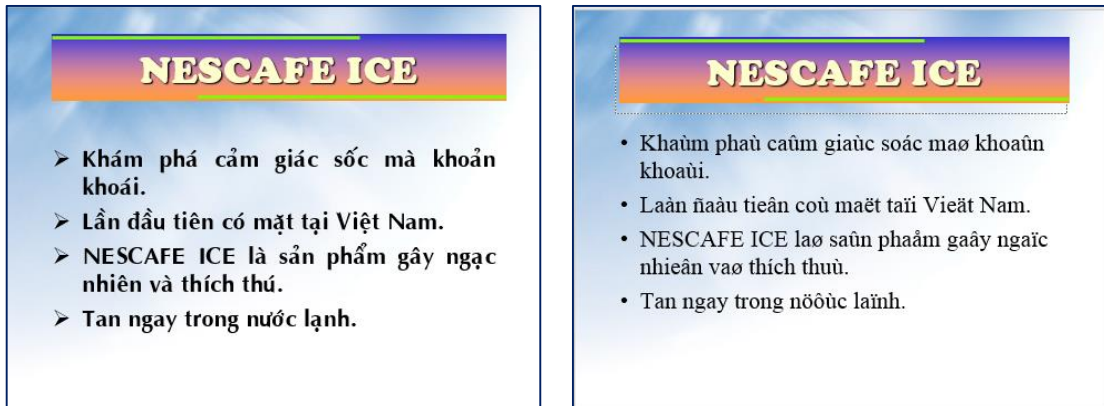 NESCAFE ICE
➢ Khám phá cảm giác sốc mà khoản
khoái.
➢ Lần đầu tiên có mặt tại Việt Nam.
➢ NESCAFE ICE là sản phẩm gây ngạc
nhiên và thích thú.
➢ Tan ngay trong nước lạnh.
NESCAFE ICE
• Khaùm phaù caûm giaùc soác maø khoaûn
khoaùi.
• Laàn ñaàu tieân coù maët taïi Vieät Nam.
• NESCAFE ICE laø saûn phaåm gaây ngaïc
nhieân vaø thích thuù.
• Tan ngay trong nöôùc laïnh.